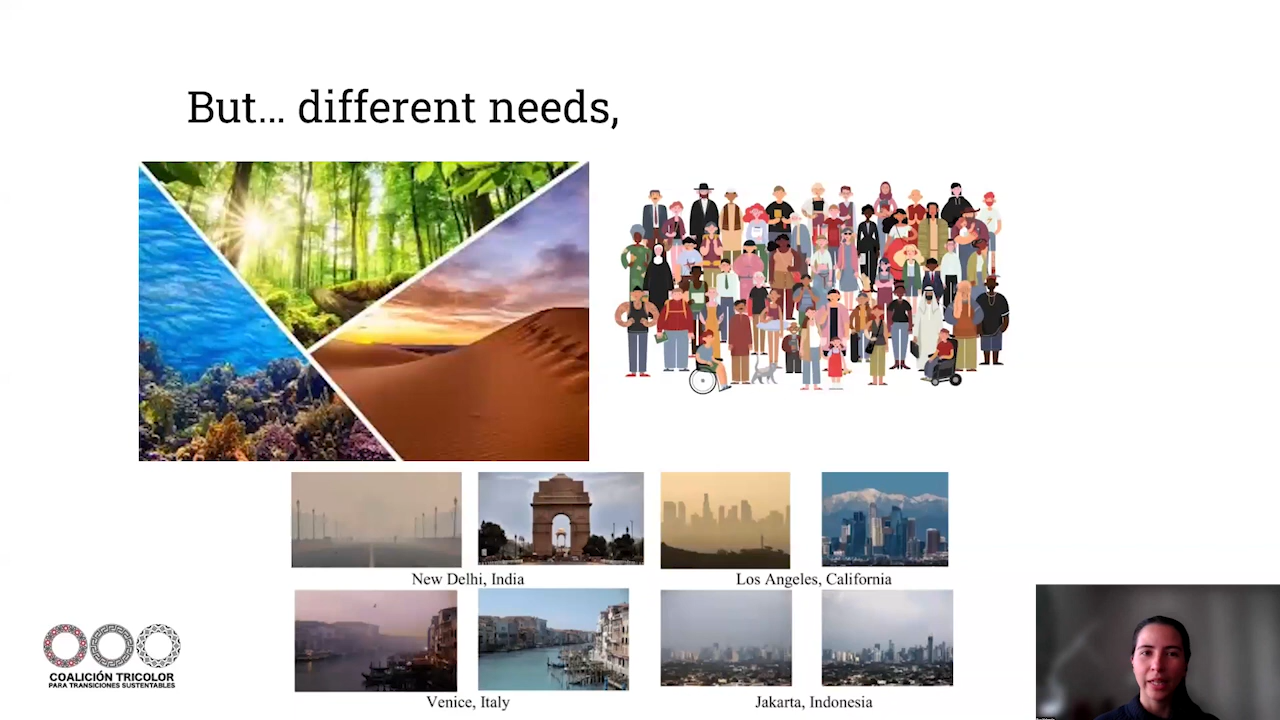 But... different needs,
New Delhi, India
Los Angeles, California
Venice, Italy
Jakarta, Indonesia
COALICIÓN TRICOLOR
PARA TRANSICIONES SUSTENTABLES